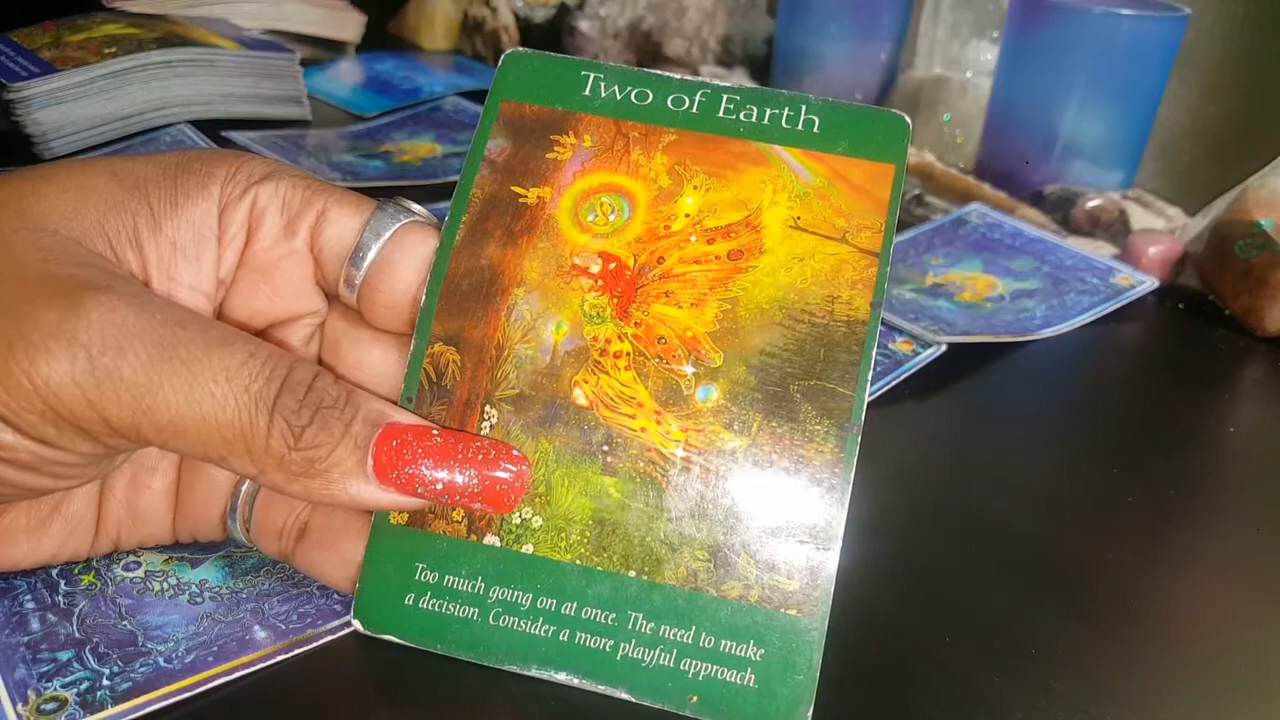 Two of Earth
Too much going on at once. The need to make
a decision. Consider a more playful approach.